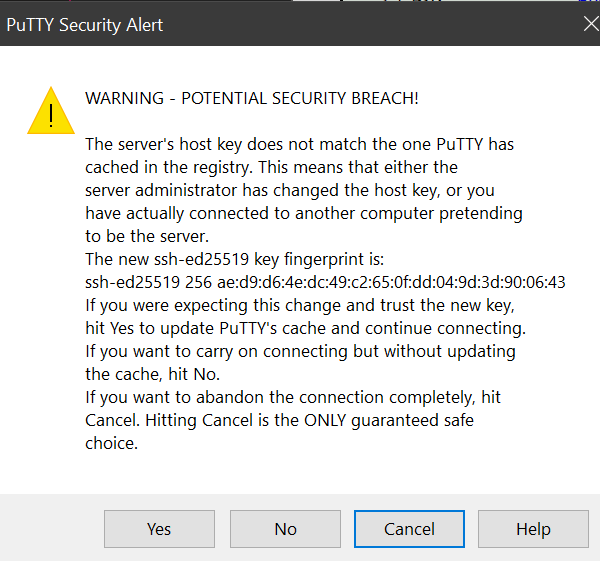 PuTTY Security Alert
WARNING - POTENTIAL SECURITY BREACH!
The server's host key does not match the one PuTTY has
cached in the registry. This means that either the
server administrator has changed the host key, or you
have actually connected to another computer pretending
to be the server.
The new ssh-ed25519 key fingerprint is:
ssh-ed25519 256 ae:d9:d6:4e:dc:49:c2:65:0f:dd:04:9d:3d:90:06:43
If you were expecting this change and trust the new key,
hit Yes to update PuTTY's cache and continue connecting.
If you want to carry on connecting but without updating
the cache, hit No.
If you want to abandon the connection completely, hit
Cancel. Hitting Cancel is the ONLY guaranteed safe
choice.
Yes No Cancel Help